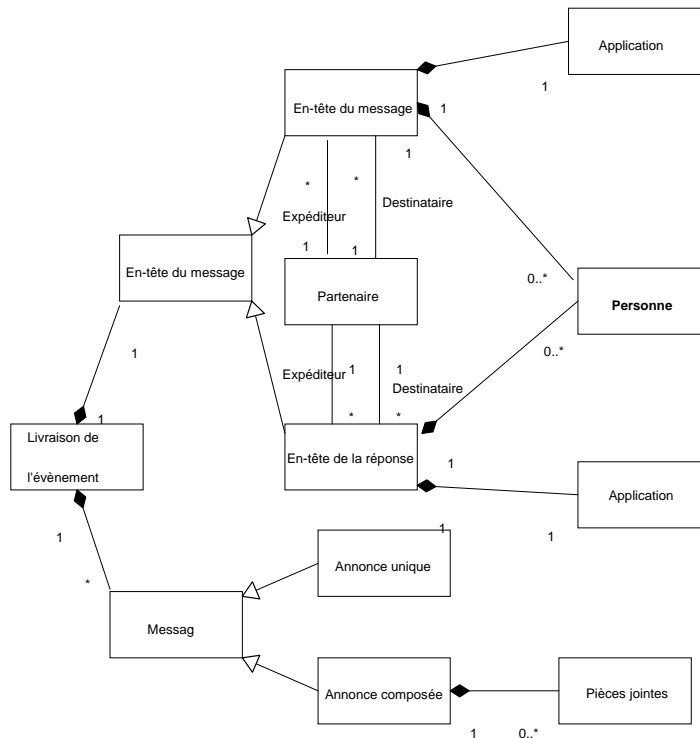 Application
En-tête du message
1
1
1
*
*
Expéditeur
Destinataire
1
1
En-tête du message
Partenaire
0..*
Personne
1
0..*
1
1
Expéditeur
Destinataire
*
*
1
Livraison de
l'évènement
En-tête de la réponse
1
Application
1
1
1
Annonce unique
*
Messag
Annonce composée
Pièces jointes
1
0..*